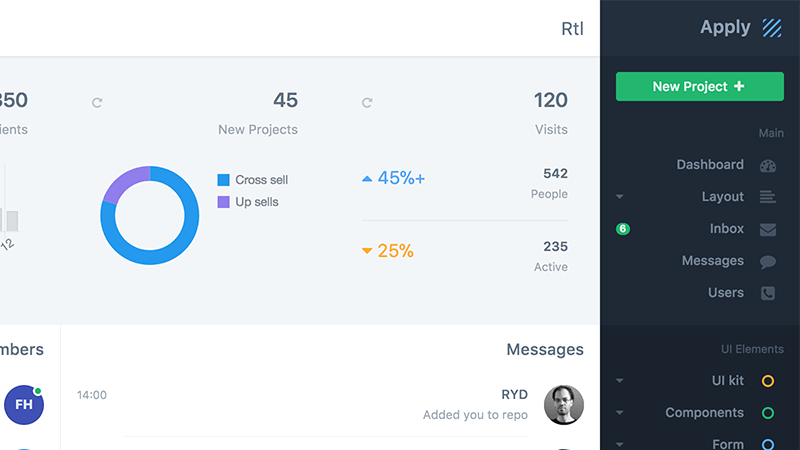 Rtl
350
45
New Projects
120
Visits
Cross sell
Up sells
45%+
542
People
25%
235
Active
12
Messages
FH
14:00
RYD
Added you to repo
Apply
New Project +
Main
Dashboard
Layout
6
Inbox
Messages
Users
UI Elements
UI kit
Components
Form